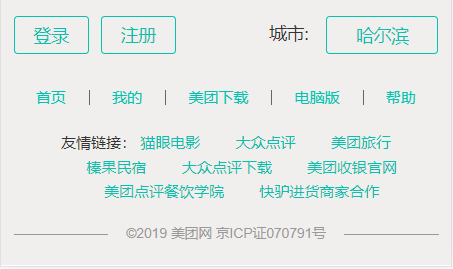 登录 注册 城市: 哈尔滨
首页 | 我的 | 美团下载 | 电脑版 | 帮助
友情链接: 猫眼电影 大众点评 美团旅行
榛果民宿 大众点评下载 美团收银官网
美团点评餐饮学院 快驴进货商家合作
©2019 美团网 京ICP证070791号